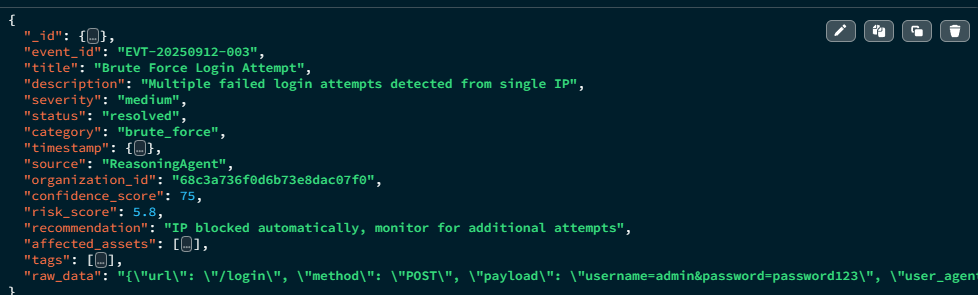 {
"_id": {…},
"event_id": "EVT-20250912-003",
"title": "Brute Force Login Attempt",
"description": "Multiple failed login attempts detected from single IP",
"severity": "medium",
"status": "resolved",
"category": "brute_force",
"timestamp": {…},
"source": "ReasoningAgent",
"organization_id": "68c3a736f0d6b73e8dac07f0",
"confidence_score": 75,
"risk_score": 5.8,
"recommendation": "IP blocked automatically, monitor for additional attempts",
"affected_assets": […],
"tags": […],
"raw_data": "{\"url\": \"/login\", \"method\": \"POST\", \"payload\": \"username=admin&password=password123\", \"user_agen
}